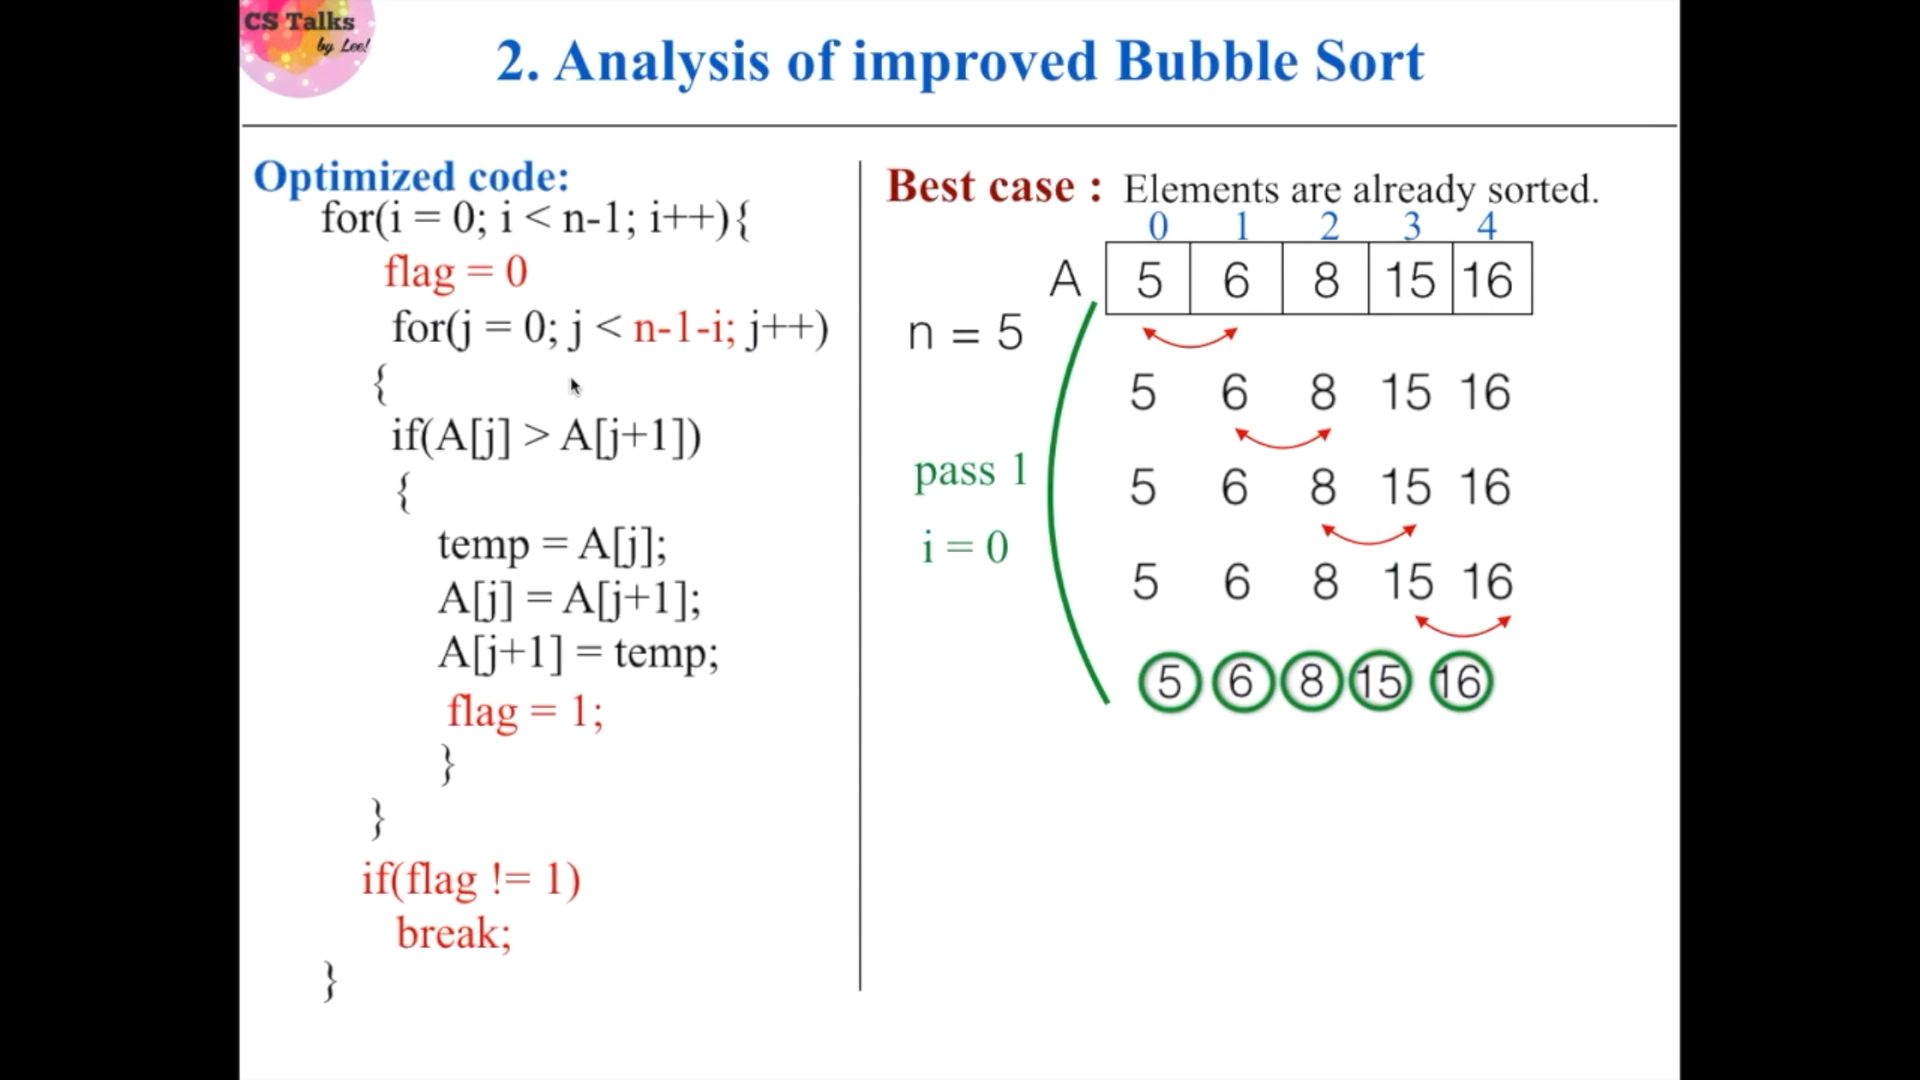 CS Talks
by Lee!
2. Analysis of improved Bubble Sort
Optimized code:
for(i = 0; i < n-1; i++){
flag = 0
for(j = 0; j < n-1-i; j++)
{
if(A[j] > A[j+1])
{
temp = A[j];
A[j] = A[j+1];
A[j+1] = temp;
flag = 1;
}
}
if(flag != 1)
break;
}
Best case : Elements are already sorted.
0 1 2 3 4
A 5 6 8 15 16
n = 5
5 6 8 15 16
pass 1
5 6 8 15 16
i = 0
5 6 8 15 16
5 6 8 15 16